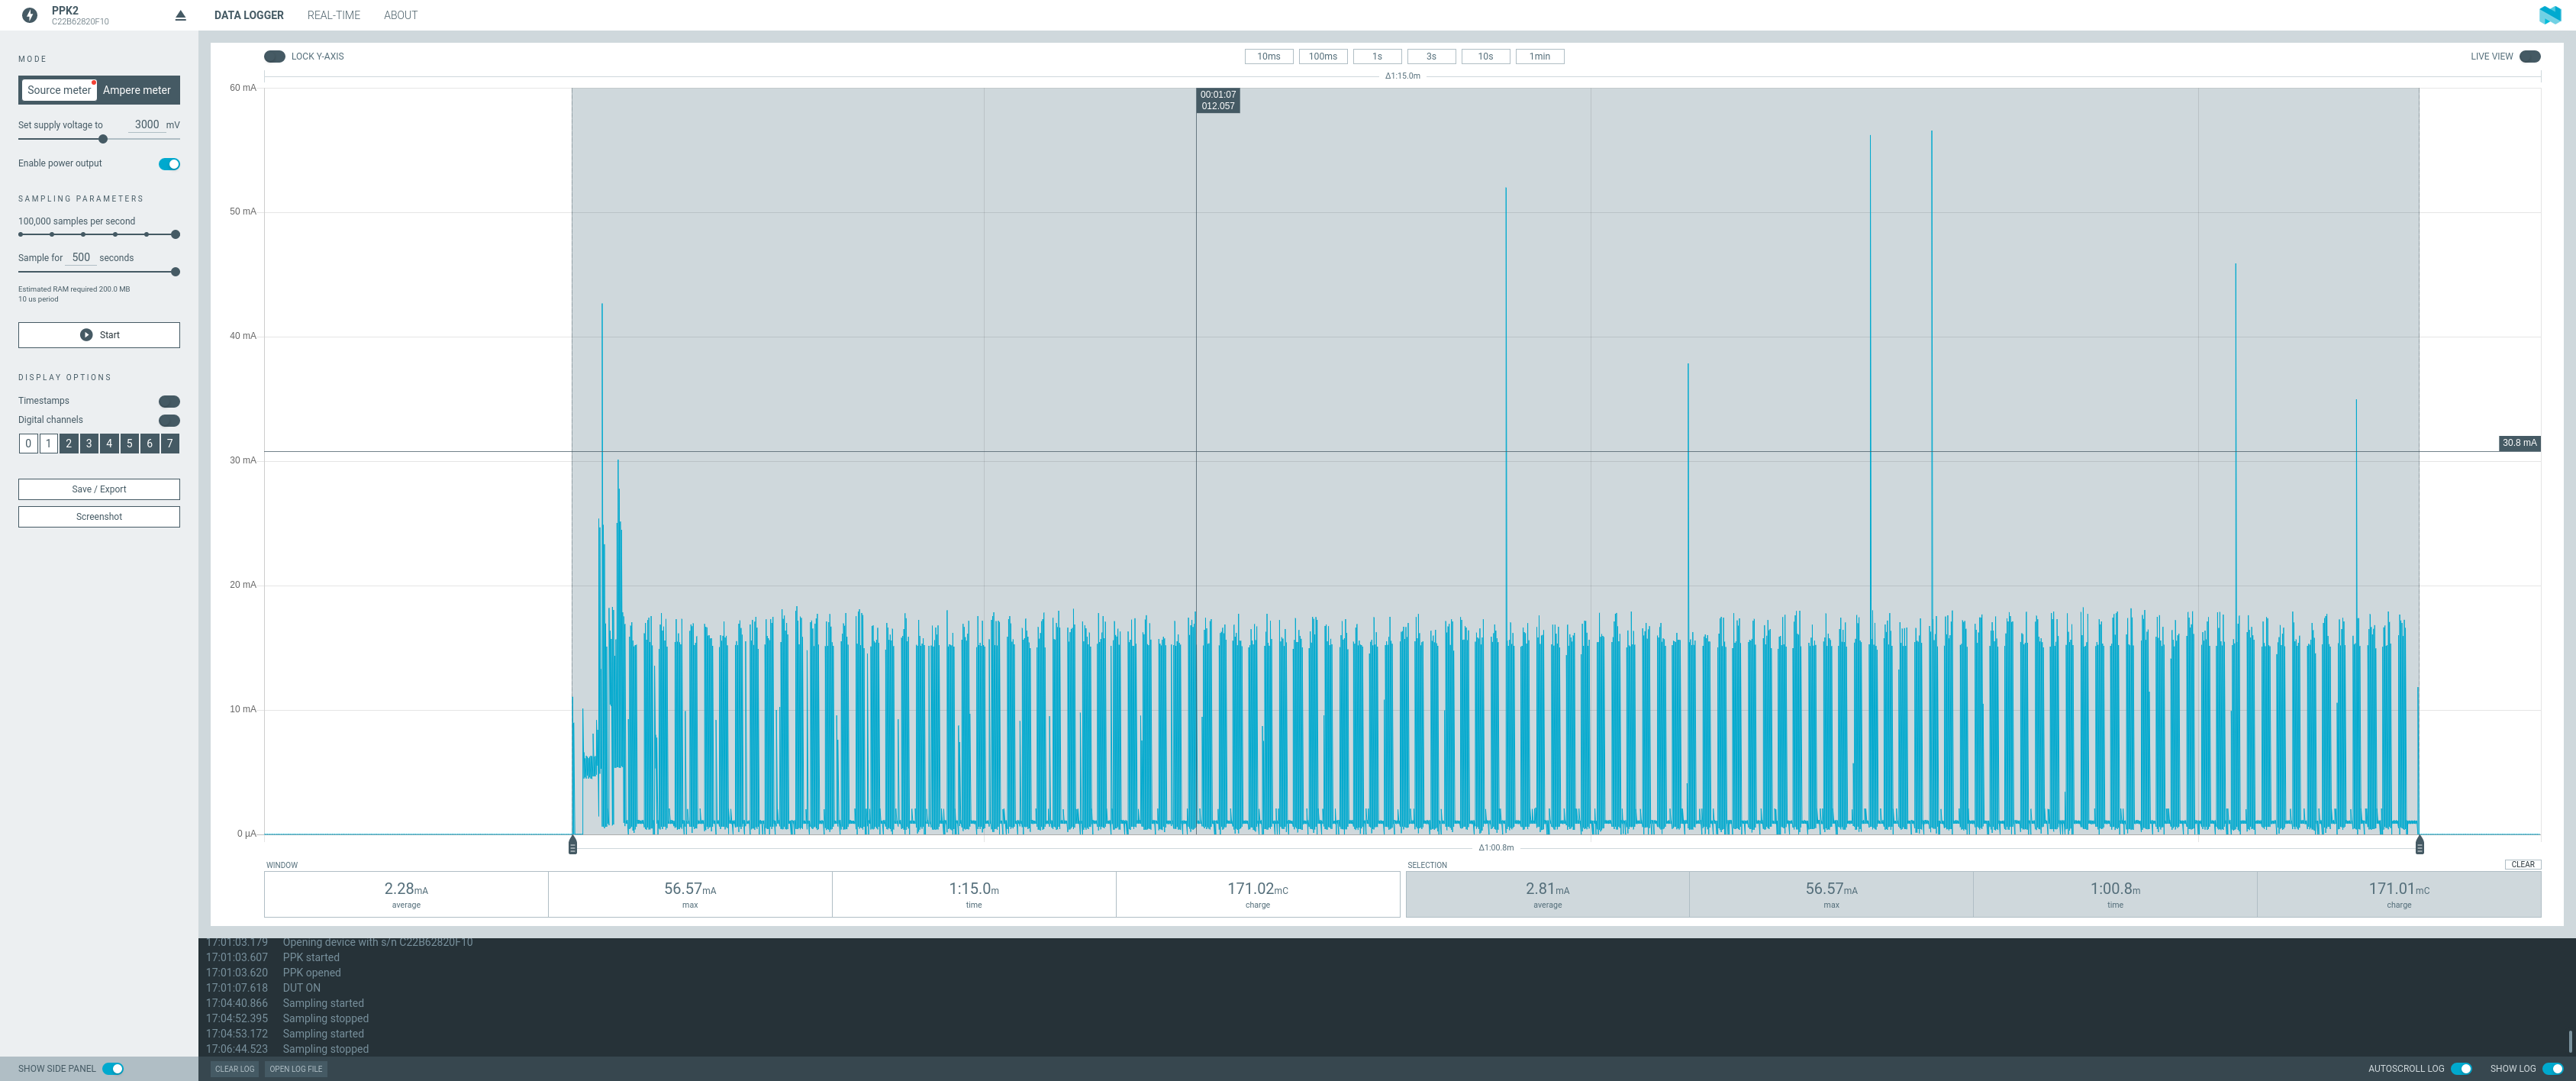 PPK2
C22B62820F10
DATA LOGGER
REAL-TIME
ABOUT
MODE
Source meter
Ampere meter
Set supply voltage to 3000 mV
Enable power output
SAMPLING PARAMETERS
100,000 samples per second
Sample for 500 seconds
Estimated RAM required 200.0 MB
10 us period
Start
DISPLAY OPTIONS
Timestamps
Digital channels
0 1 2 3 4 5 6 7
Save / Export
Screenshot
SHOW SIDE PANEL
LOCK Y-AXIS
10ms 100ms 1s 3s 10s 1min
LIVE VIEW
Δ1:15.0m
60 mA
00:01:07
012.057
50 mA
40 mA
30.8 mA
30 mA
20 mA
10 mA
0 µA
Δ1:00.8m
WINDOW
2.28mA
average
56.57mA
max
1:15.0m
time
171.02mC
charge
SELECTION
CLEAR
2.81mA
average
56.57mA
max
1:00.8m
time
171.01mC
charge
17:01:03.179 Opening device with s/n C22B62820F10
17:01:03.607 PPK started
17:01:03.620 PPK opened
17:01:07.618 DUT ON
17:04:40.866 Sampling started
17:04:52.395 Sampling stopped
17:04:53.172 Sampling started
17:06:44.523 Sampling stopped
CLEAR LOG
OPEN LOG FILE
AUTOSCROLL LOG
SHOW LOG